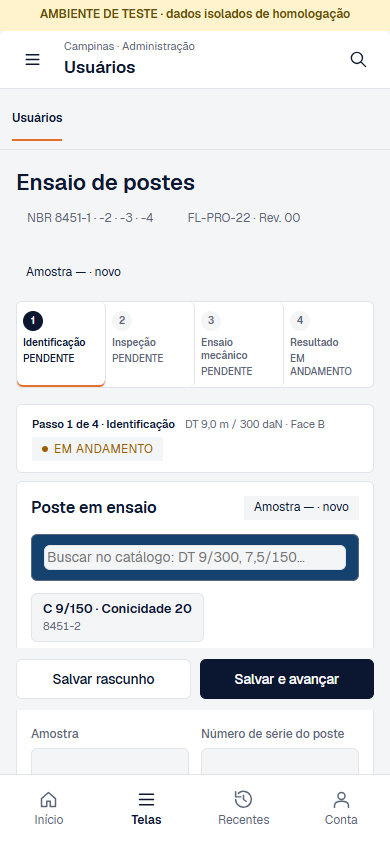 AMBIENTE DE TESTE · dados isolados de homologação
Campinas · Administração
Usuários
Usuários
Ensaio de postes
NBR 8451-1 · -2 · -3 · -4
FL-PRO-22 · Rev. 00
Amostra — · novo
1
Identificação
PENDENTE
2
Inspeção
PENDENTE
3
Ensaio
mecânico
PENDENTE
4
Resultado
EM
ANDAMENTO
Passo 1 de 4 · Identificação
DT 9,0 m / 300 daN · Face B
EM ANDAMENTO
Poste em ensaio
Amostra — · novo
Buscar no catálogo: DT 9/300, 7,5/150…
C 9/150 · Conicidade 20
8451-2
Salvar rascunho
Salvar e avançar
Amostra
Número de série do poste
Início
Telas
Recentes
Conta